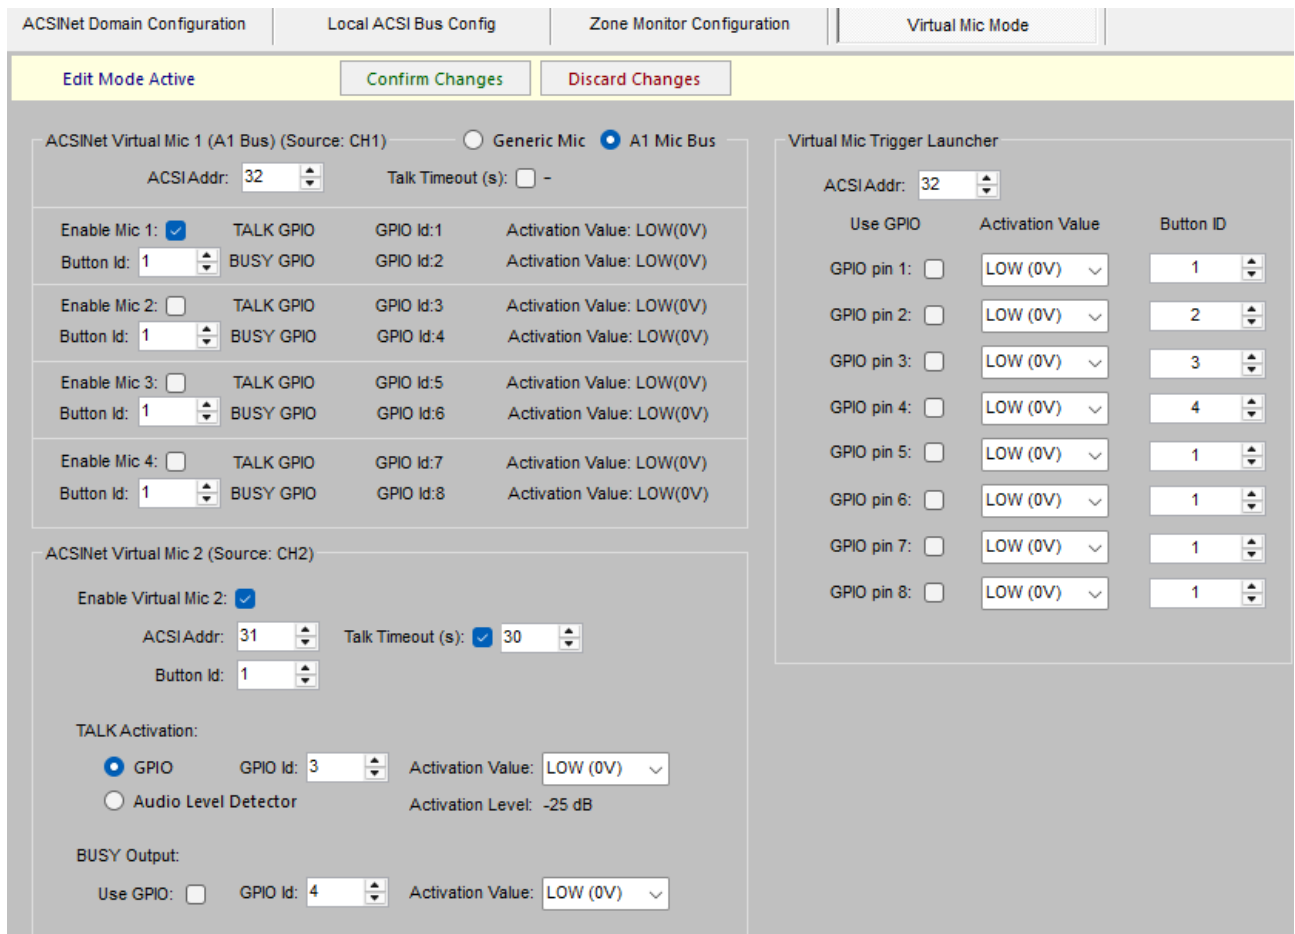 ACSINet Domain Configuration Local ACSI Bus Config Zone Monitor Configuration Virtual Mic Mode
Edit Mode Active Confirm Changes Discard Changes
ACSINet Virtual Mic 1 (A1 Bus) (Source: CH1) Generic Mic A1 Mic Bus
ACSI Addr: 32 Talk Timeout (s): -
Enable Mic 1: TALK GPIO GPIO Id:1 Activation Value: LOW(0V)
Button Id: 1 BUSY GPIO GPIO Id:2 Activation Value: LOW(0V)
Enable Mic 2: TALK GPIO GPIO Id:3 Activation Value: LOW(0V)
Button Id: 1 BUSY GPIO GPIO Id:4 Activation Value: LOW(0V)
Enable Mic 3: TALK GPIO GPIO Id:5 Activation Value: LOW(0V)
Button Id: 1 BUSY GPIO GPIO Id:6 Activation Value: LOW(0V)
Enable Mic 4: TALK GPIO GPIO Id:7 Activation Value: LOW(0V)
Button Id: 1 BUSY GPIO GPIO Id:8 Activation Value: LOW(0V)
ACSINet Virtual Mic 2 (Source: CH2)
Enable Virtual Mic 2:
ACSI Addr: 31 Talk Timeout (s): 30
Button Id: 1
TALK Activation:
GPIO GPIO Id: 3 Activation Value: LOW (0V)
Audio Level Detector Activation Level: -25 dB
BUSY Output:
Use GPIO: GPIO Id: 4 Activation Value: LOW (0V)
Virtual Mic Trigger Launcher
ACSI Addr: 32
Use GPIO Activation Value Button ID
GPIO pin 1: LOW (0V) 1
GPIO pin 2: LOW (0V) 2
GPIO pin 3: LOW (0V) 3
GPIO pin 4: LOW (0V) 4
GPIO pin 5: LOW (0V) 1
GPIO pin 6: LOW (0V) 1
GPIO pin 7: LOW (0V) 1
GPIO pin 8: LOW (0V) 1